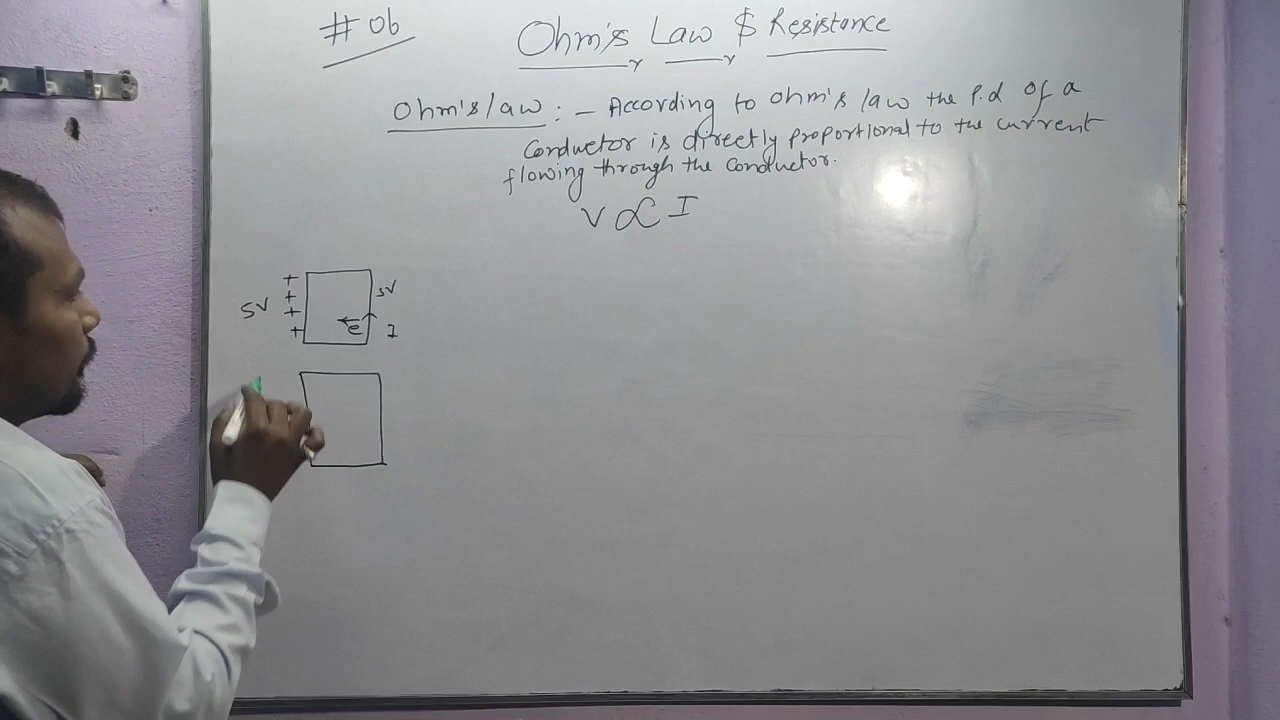 # 06
Ohm's Law $ Resistance
Ohm's law : - According to ohm's law the P.d of a
Conductor is directly proportional to the current
flowing through the conductor.
V ∝ I
+
+
+
+
5V
3V
e
I